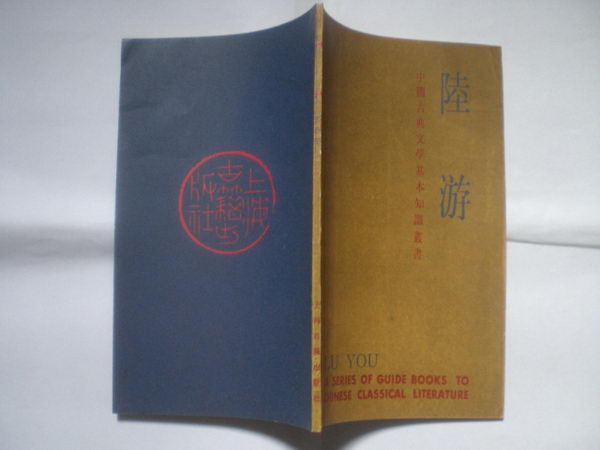 陸游
中國古典文學基本知識叢書
LU YOU
A SERIES OF GUIDE BOOKS TO
CHINESE CLASSICAL LITERATURE
上海
古籍出
版社